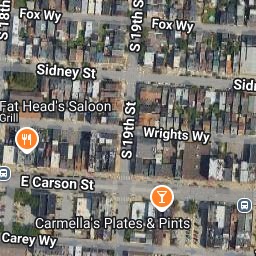 Fox Wy
Fox Wy
S 18th
S 19th St
Sidney St
Sidn
Fat Head's Saloon
Grill
S 19th St
Wrights Wy
E Carson St
Carmella's Plates & Pints
Carey Wy